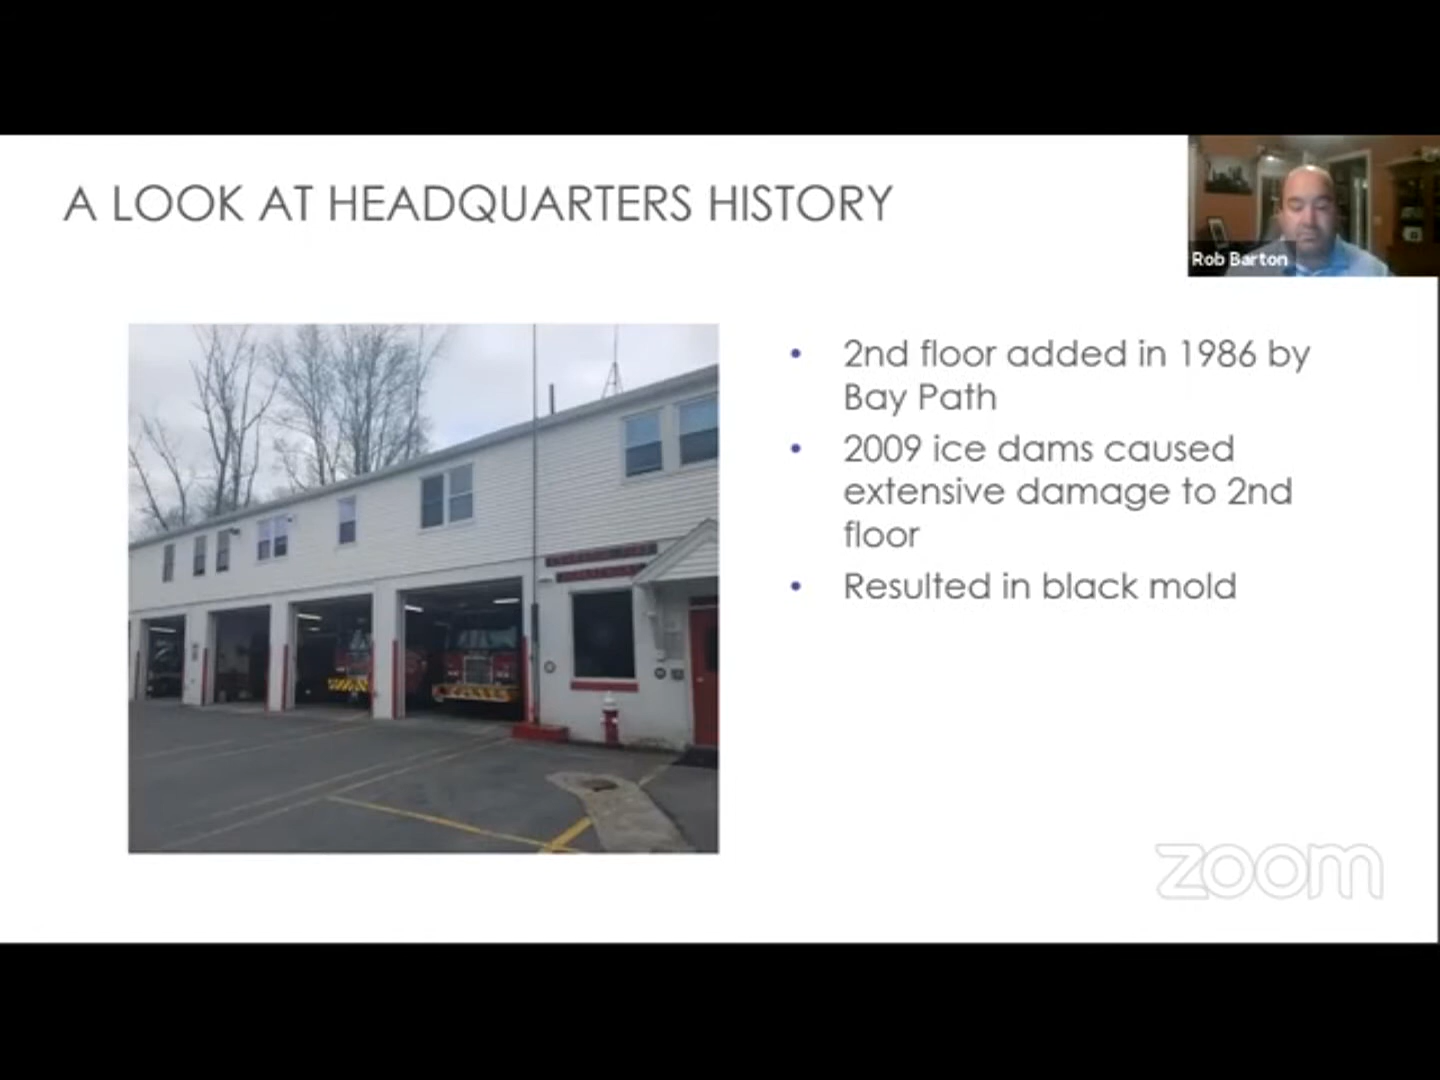 A LOOK AT HEADQUARTERS HISTORY
Rob Barton
• 2nd floor added in 1986 by
Bay Path
• 2009 ice dams caused
extensive damage to 2nd
floor
• Resulted in black mold
zoom